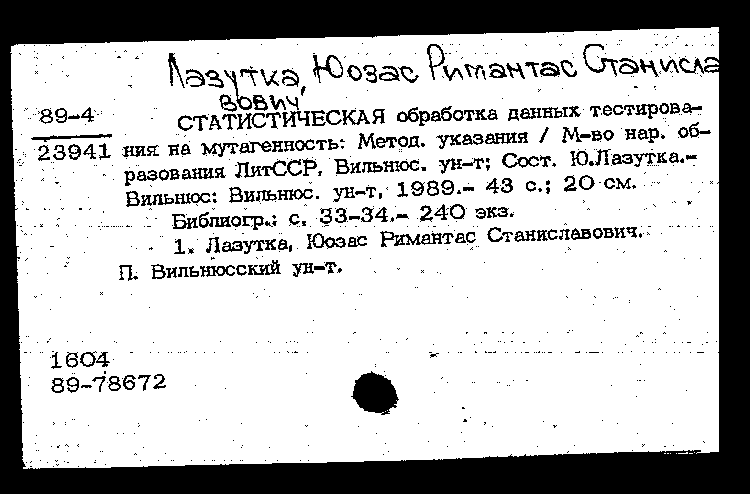 Лазутка, Юозас Римантас Станисла
вович
89-4
23941
СТАТИСТИЧЕСКАЯ обработка данных тестирова-
ния на мутагенность: Метод. указания / М-во нар. об-
разования ЛитССР, Вильнюс. ун-т; Сост. Ю.Лазутка.-
Вильнюс: Вильнюс. ун-т, 1989.- 43 с.; 20 см.
Библиогр.: с. 33-34.- 240 экз.
1. Лазутка, Юозас Римантас Станиславович.
П. Вильнюсский ун-т.
1604
89-78672